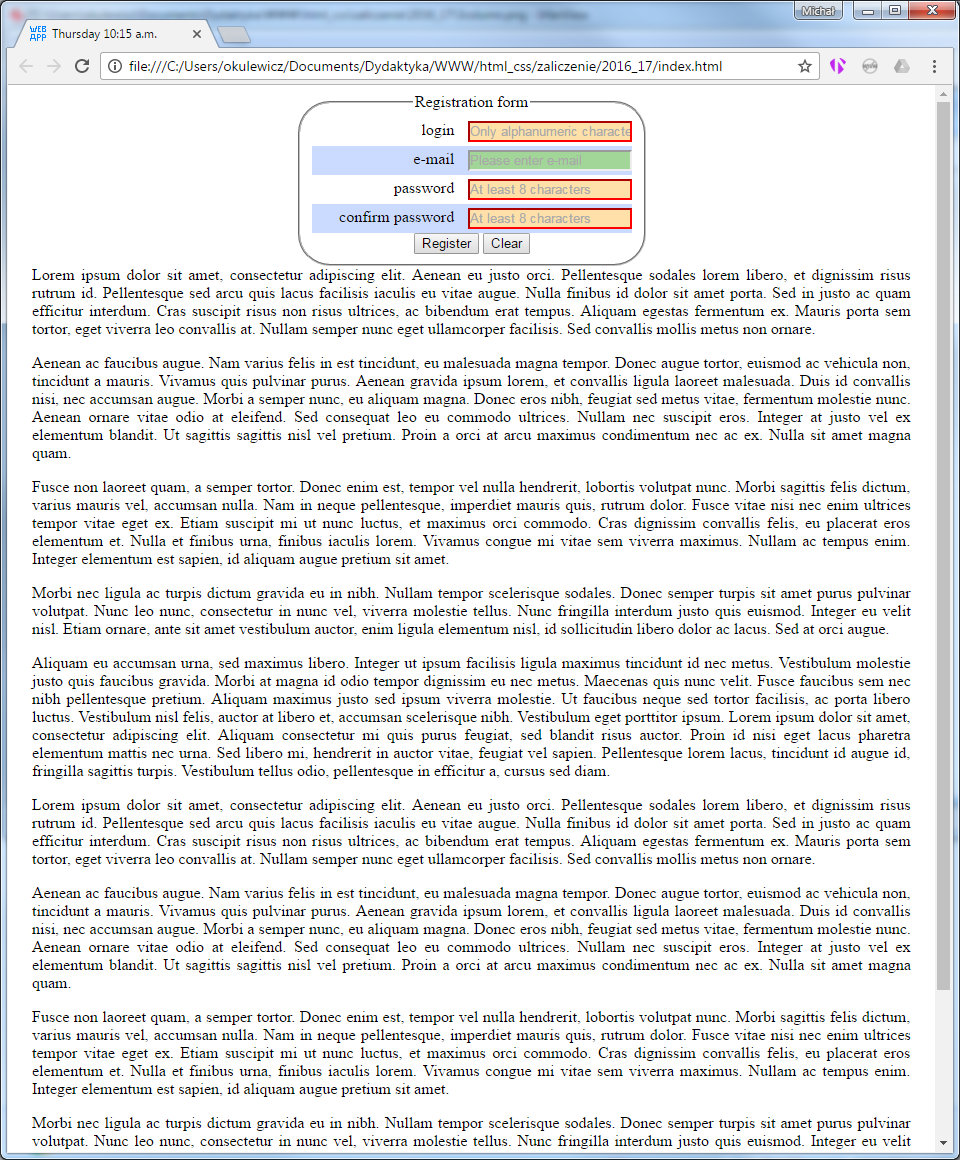 Michał
WEB APP Thursday 10:15 a.m.
file:///C:/Users/okulewicz/Documents/Dydaktyka/WWW/html_css/zaliczenie/2016_17/index.html
Registration form
login Only alphanumeric characte
e-mail Please enter e-mail
password At least 8 characters
confirm password At least 8 characters
Register Clear
Lorem ipsum dolor sit amet, consectetur adipiscing elit. Aenean eu justo orci. Pellentesque sodales lorem libero, et dignissim risus
rutrum id. Pellentesque sed arcu quis lacus facilisis iaculis eu vitae augue. Nulla finibus id dolor sit amet porta. Sed in justo ac quam
efficitur interdum. Cras suscipit risus non risus ultrices, ac bibendum erat tempus. Aliquam egestas fermentum ex. Mauris porta sem
tortor, eget viverra leo convallis at. Nullam semper nunc eget ullamcorper facilisis. Sed convallis mollis metus non ornare.
Aenean ac faucibus augue. Nam varius felis in est tincidunt, eu malesuada magna tempor. Donec augue tortor, euismod ac vehicula non,
tincidunt a mauris. Vivamus quis pulvinar purus. Aenean gravida ipsum lorem, et convallis ligula laoreet malesuada. Duis id convallis
nisi, nec accumsan augue. Morbi a semper nunc, eu aliquam magna. Donec eros nibh, feugiat sed metus vitae, fermentum molestie nunc.
Aenean ornare vitae odio at eleifend. Sed consequat leo eu commodo ultrices. Nullam nec suscipit eros. Integer at justo vel ex
elementum blandit. Ut sagittis sagittis nisl vel pretium. Proin a orci at arcu maximus condimentum nec ac ex. Nulla sit amet magna
quam.
Fusce non laoreet quam, a semper tortor. Donec enim est, tempor vel nulla hendrerit, lobortis volutpat nunc. Morbi sagittis felis dictum,
varius mauris vel, accumsan nulla. Nam in neque pellentesque, imperdiet mauris quis, rutrum dolor. Fusce vitae nisi nec enim ultrices
tempor vitae eget ex. Etiam suscipit mi ut nunc luctus, et maximus orci commodo. Cras dignissim convallis felis, eu placerat eros
elementum et. Nulla et finibus urna, finibus iaculis lorem. Vivamus congue mi vitae sem viverra maximus. Nullam ac tempus enim.
Integer elementum est sapien, id aliquam augue pretium sit amet.
Morbi nec ligula ac turpis dictum gravida eu in nibh. Nullam tempor scelerisque sodales. Donec semper turpis sit amet purus pulvinar
volutpat. Nunc leo nunc, consectetur in nunc vel, viverra molestie tellus. Nunc fringilla interdum justo quis euismod. Integer eu velit
nisl. Etiam ornare, ante sit amet vestibulum auctor, enim ligula elementum nisl, id sollicitudin libero dolor ac lacus. Sed at orci augue.
Aliquam eu accumsan urna, sed maximus libero. Integer ut ipsum facilisis ligula maximus tincidunt id nec metus. Vestibulum molestie
justo quis faucibus gravida. Morbi at magna id odio tempor dignissim eu nec metus. Maecenas quis nunc velit. Fusce faucibus sem nec
nibh pellentesque pretium. Aliquam maximus justo sed ipsum viverra molestie. Ut faucibus neque sed tortor facilisis, ac porta libero
luctus. Vestibulum nisl felis, auctor at libero et, accumsan scelerisque nibh. Vestibulum eget porttitor ipsum. Lorem ipsum dolor sit amet,
consectetur adipiscing elit. Aliquam consectetur mi quis purus feugiat, sed blandit risus auctor. Proin id nisi eget lacus pharetra
elementum mattis nec urna. Sed libero mi, hendrerit in auctor vitae, feugiat vel sapien. Pellentesque lorem lacus, tincidunt id augue id,
fringilla sagittis turpis. Vestibulum tellus odio, pellentesque in efficitur a, cursus sed diam.
Lorem ipsum dolor sit amet, consectetur adipiscing elit. Aenean eu justo orci. Pellentesque sodales lorem libero, et dignissim risus
rutrum id. Pellentesque sed arcu quis lacus facilisis iaculis eu vitae augue. Nulla finibus id dolor sit amet porta. Sed in justo ac quam
efficitur interdum. Cras suscipit risus non risus ultrices, ac bibendum erat tempus. Aliquam egestas fermentum ex. Mauris porta sem
tortor, eget viverra leo convallis at. Nullam semper nunc eget ullamcorper facilisis. Sed convallis mollis metus non ornare.
Aenean ac faucibus augue. Nam varius felis in est tincidunt, eu malesuada magna tempor. Donec augue tortor, euismod ac vehicula non,
tincidunt a mauris. Vivamus quis pulvinar purus. Aenean gravida ipsum lorem, et convallis ligula laoreet malesuada. Duis id convallis
nisi, nec accumsan augue. Morbi a semper nunc, eu aliquam magna. Donec eros nibh, feugiat sed metus vitae, fermentum molestie nunc.
Aenean ornare vitae odio at eleifend. Sed consequat leo eu commodo ultrices. Nullam nec suscipit eros. Integer at justo vel ex
elementum blandit. Ut sagittis sagittis nisl vel pretium. Proin a orci at arcu maximus condimentum nec ac ex. Nulla sit amet magna
quam.
Fusce non laoreet quam, a semper tortor. Donec enim est, tempor vel nulla hendrerit, lobortis volutpat nunc. Morbi sagittis felis dictum,
varius mauris vel, accumsan nulla. Nam in neque pellentesque, imperdiet mauris quis, rutrum dolor. Fusce vitae nisi nec enim ultrices
tempor vitae eget ex. Etiam suscipit mi ut nunc luctus, et maximus orci commodo. Cras dignissim convallis felis, eu placerat eros
elementum et. Nulla et finibus urna, finibus iaculis lorem. Vivamus congue mi vitae sem viverra maximus. Nullam ac tempus enim.
Integer elementum est sapien, id aliquam augue pretium sit amet.
Morbi nec ligula ac turpis dictum gravida eu in nibh. Nullam tempor scelerisque sodales. Donec semper turpis sit amet purus pulvinar
volutpat. Nunc leo nunc, consectetur in nunc vel, viverra molestie tellus. Nunc fringilla interdum justo quis euismod. Integer eu velit